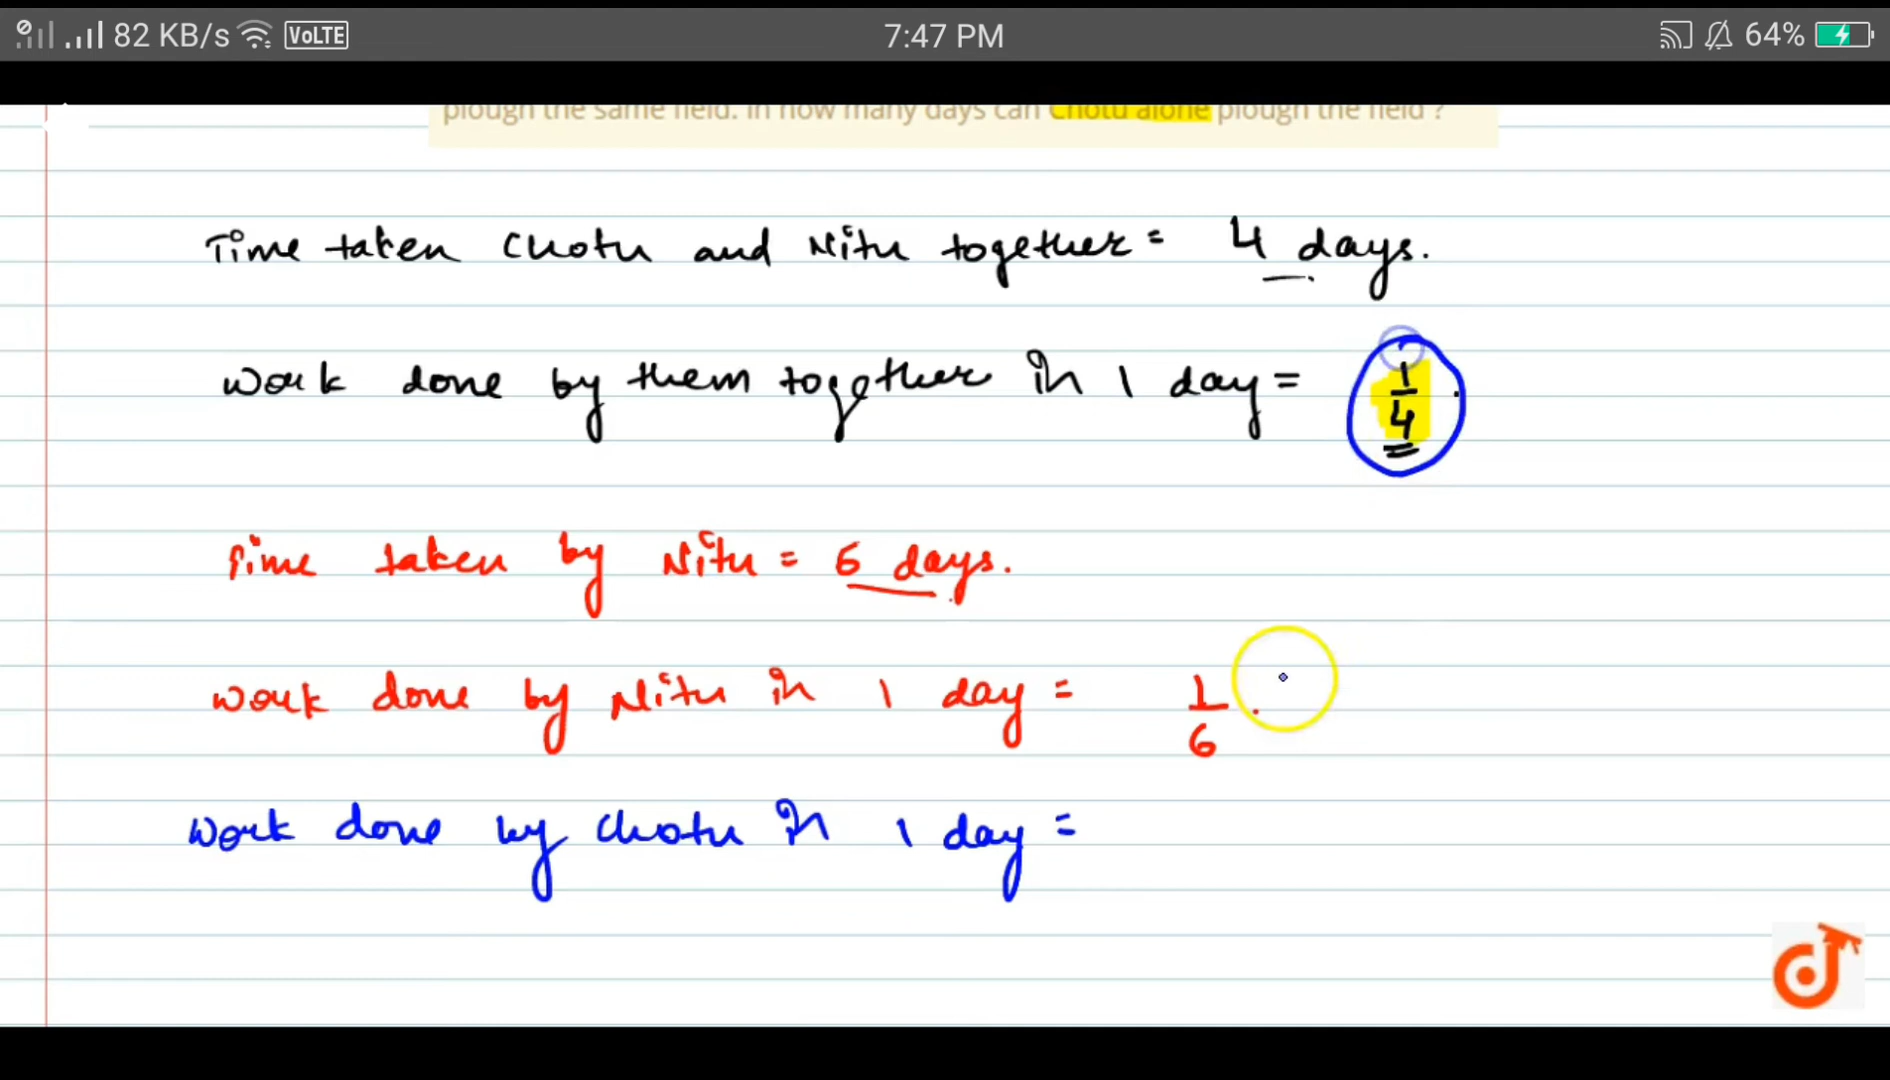 82 KB/s VoLTE 7:47 PM 64%
plough the same field. In how many days can Chotu alone plough the field ?
Time taken Chotu and Nitu together = 4 days.
Work done by them together in 1 day = 1/4.
Time taken by Nitu = 6 days.
Work done by Nitu in 1 day = 1/6.
Work done by Chotu in 1 day =